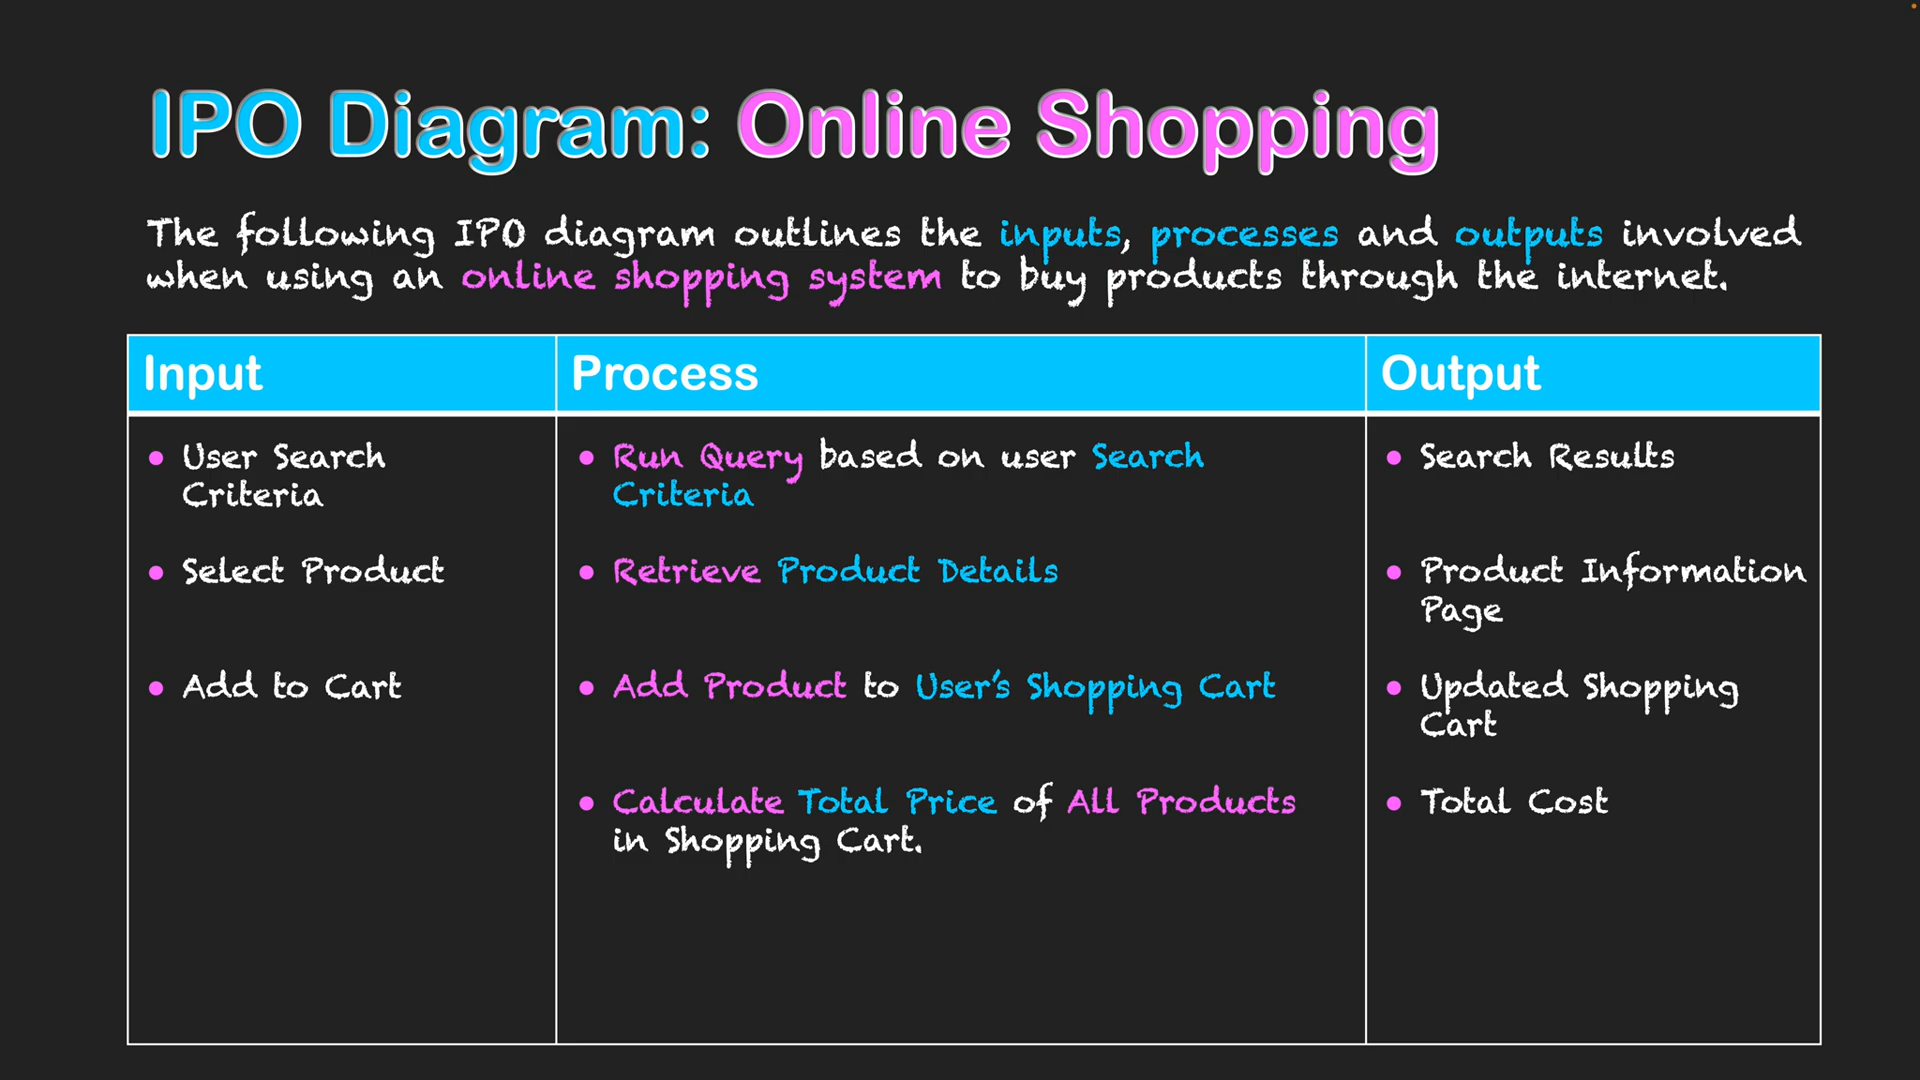 IPO Diagram: Online Shopping
The following IPO diagram outlines the inputs, processes and outputs involved
when using an online shopping system to buy products through the internet.
Input
Process
Output
User Search
Criteria
Run Query based on user Search
Criteria
Search Results
Select Product
Retrieve Product Details
Product Information
Page
Add to Cart
Add Product to User's Shopping Cart
Updated Shopping
Cart
Calculate Total Price of All Products
in Shopping Cart.
Total Cost